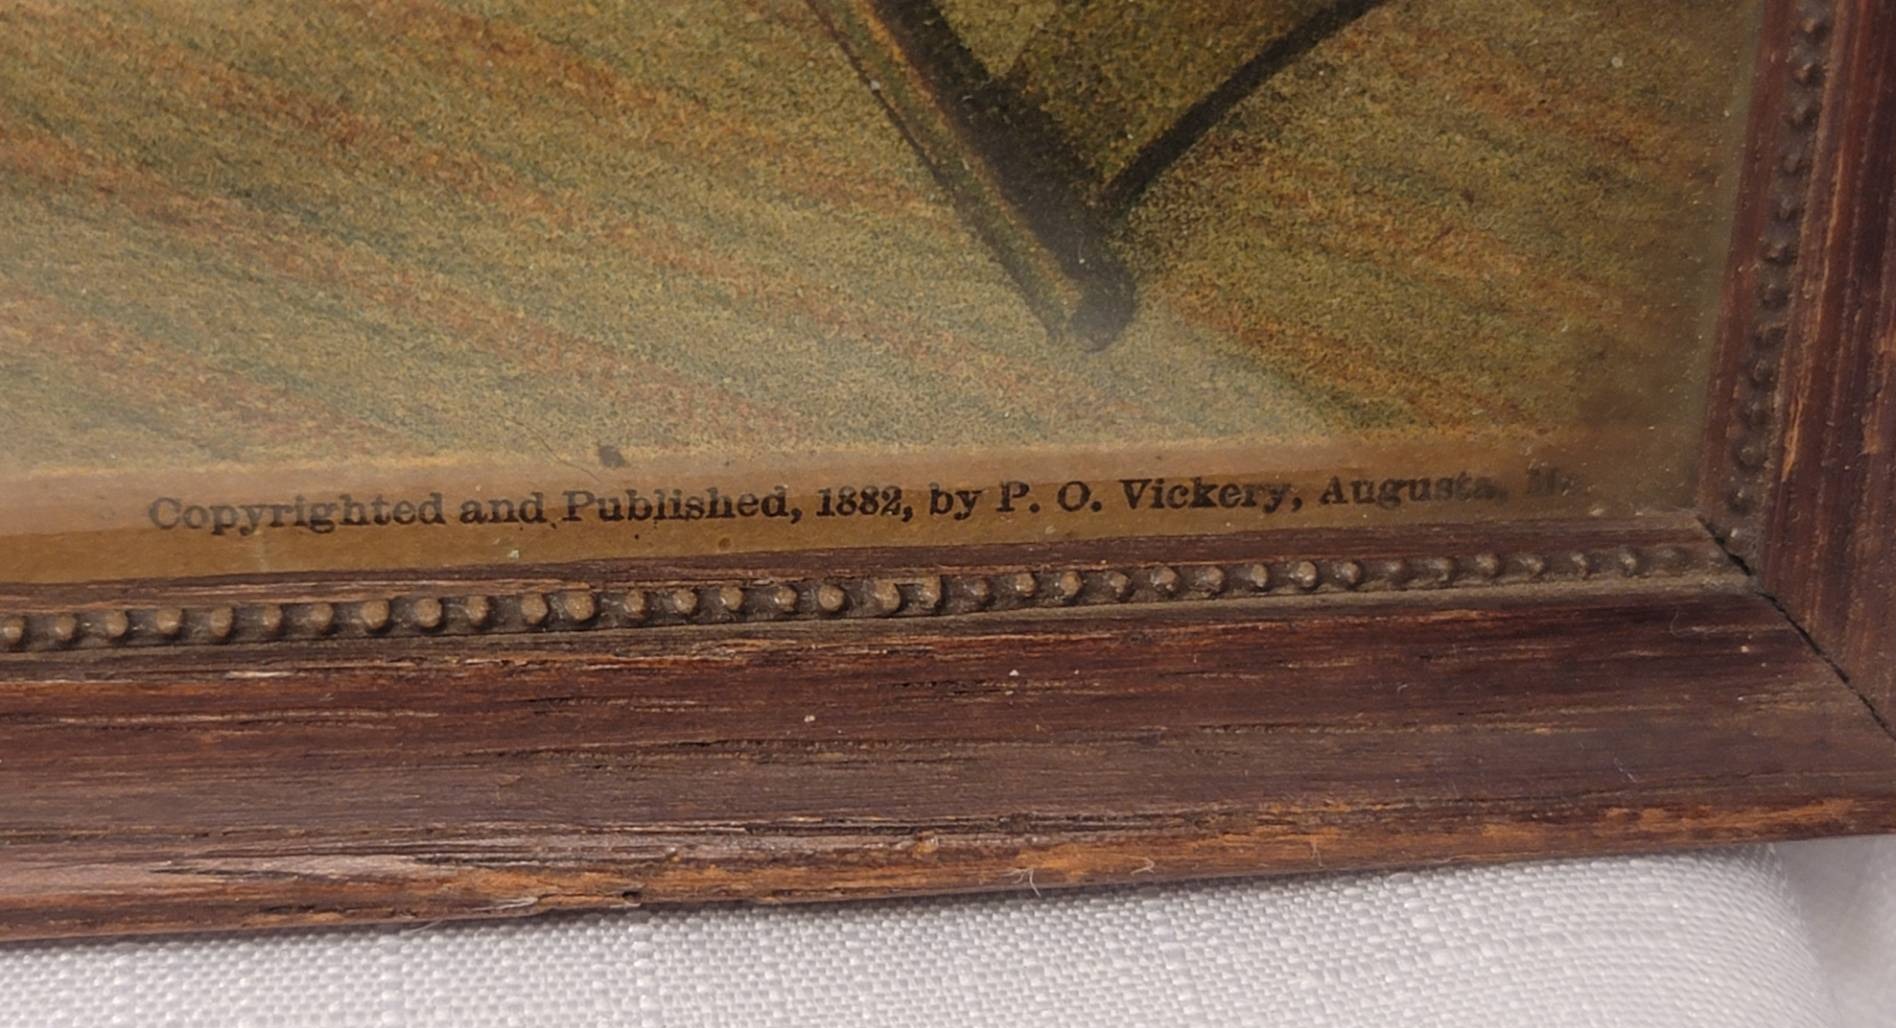 Copyrighted and Published, 1882, by P. O. Vickery, Augusta,